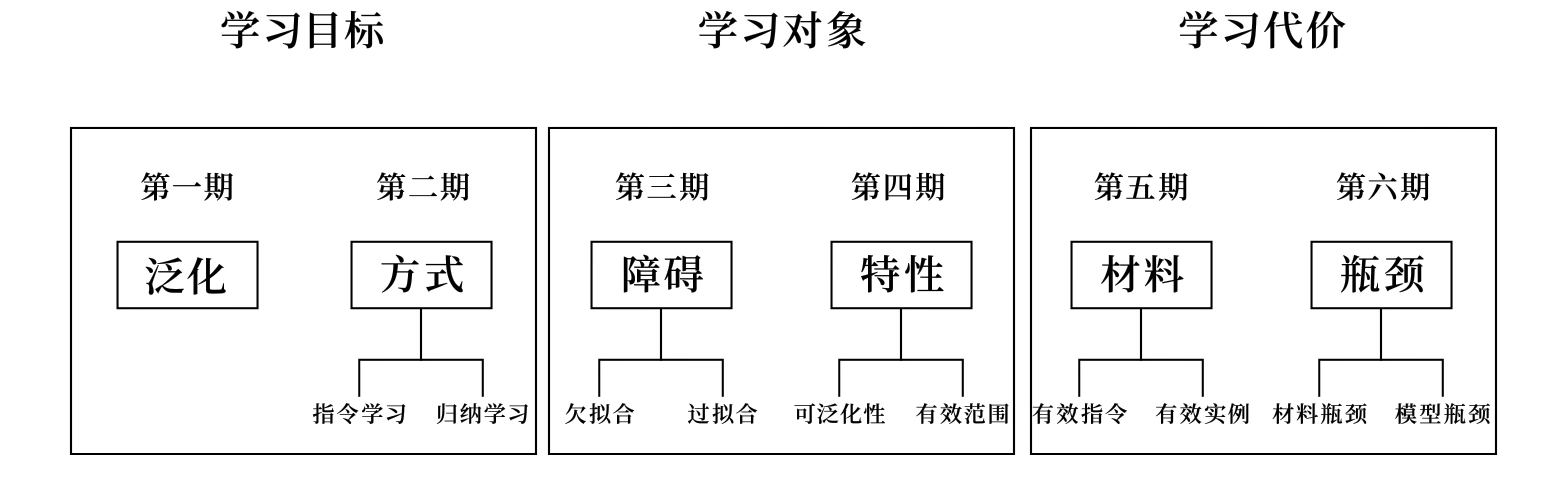 学习目标
学习对象
学习代价
第一期
第二期
第三期
第四期
第五期
第六期
泛化
方式
障碍
特性
材料
瓶颈
指令学习
归纳学习
欠拟合
过拟合
可泛化性
有效范围
有效指令
有效实例
材料瓶颈
模型瓶颈